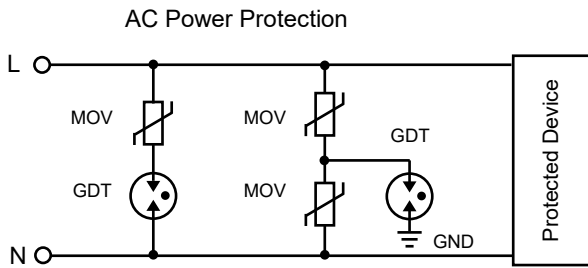 AC Power Protection
L
MOV
MOV
GDT
GDT
MOV
N
GND
Protected Device